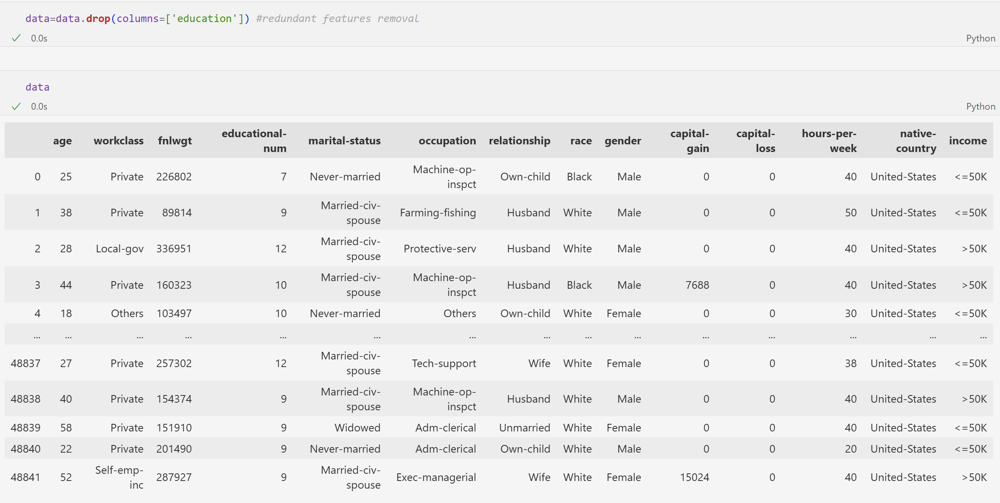 data=data.drop(columns=['education']) #redundant features removal
0.0s Python
data
0.0s Python
age workclass fnlwgt educational-num marital-status occupation relationship race gender capital-gain capital-loss hours-per-week native-country income
0 25 Private 226802 7 Never-married Machine-op-inspct Own-child Black Male 0 0 40 United-States <=50K
1 38 Private 89814 9 Married-civ-spouse Farming-fishing Husband White Male 0 0 50 United-States <=50K
2 28 Local-gov 336951 12 Married-civ-spouse Protective-serv Husband White Male 0 0 40 United-States >50K
3 44 Private 160323 10 Married-civ-spouse Machine-op-inspct Husband Black Male 7688 0 40 United-States >50K
4 18 Others 103497 10 Never-married Others Own-child White Female 0 0 30 United-States <=50K
... ... ... ... ... ... ... ... ... ... ... ... ... ... ...
48837 27 Private 257302 12 Married-civ-spouse Tech-support Wife White Female 0 0 38 United-States <=50K
48838 40 Private 154374 9 Married-civ-spouse Machine-op-inspct Husband White Male 0 0 40 United-States >50K
48839 58 Private 151910 9 Widowed Adm-clerical Unmarried White Female 0 0 40 United-States <=50K
48840 22 Private 201490 9 Never-married Adm-clerical Own-child White Male 0 0 20 United-States <=50K
48841 52 Self-emp-inc 287927 9 Married-civ-spouse Exec-managerial Wife White Female 15024 0 40 United-States >50K